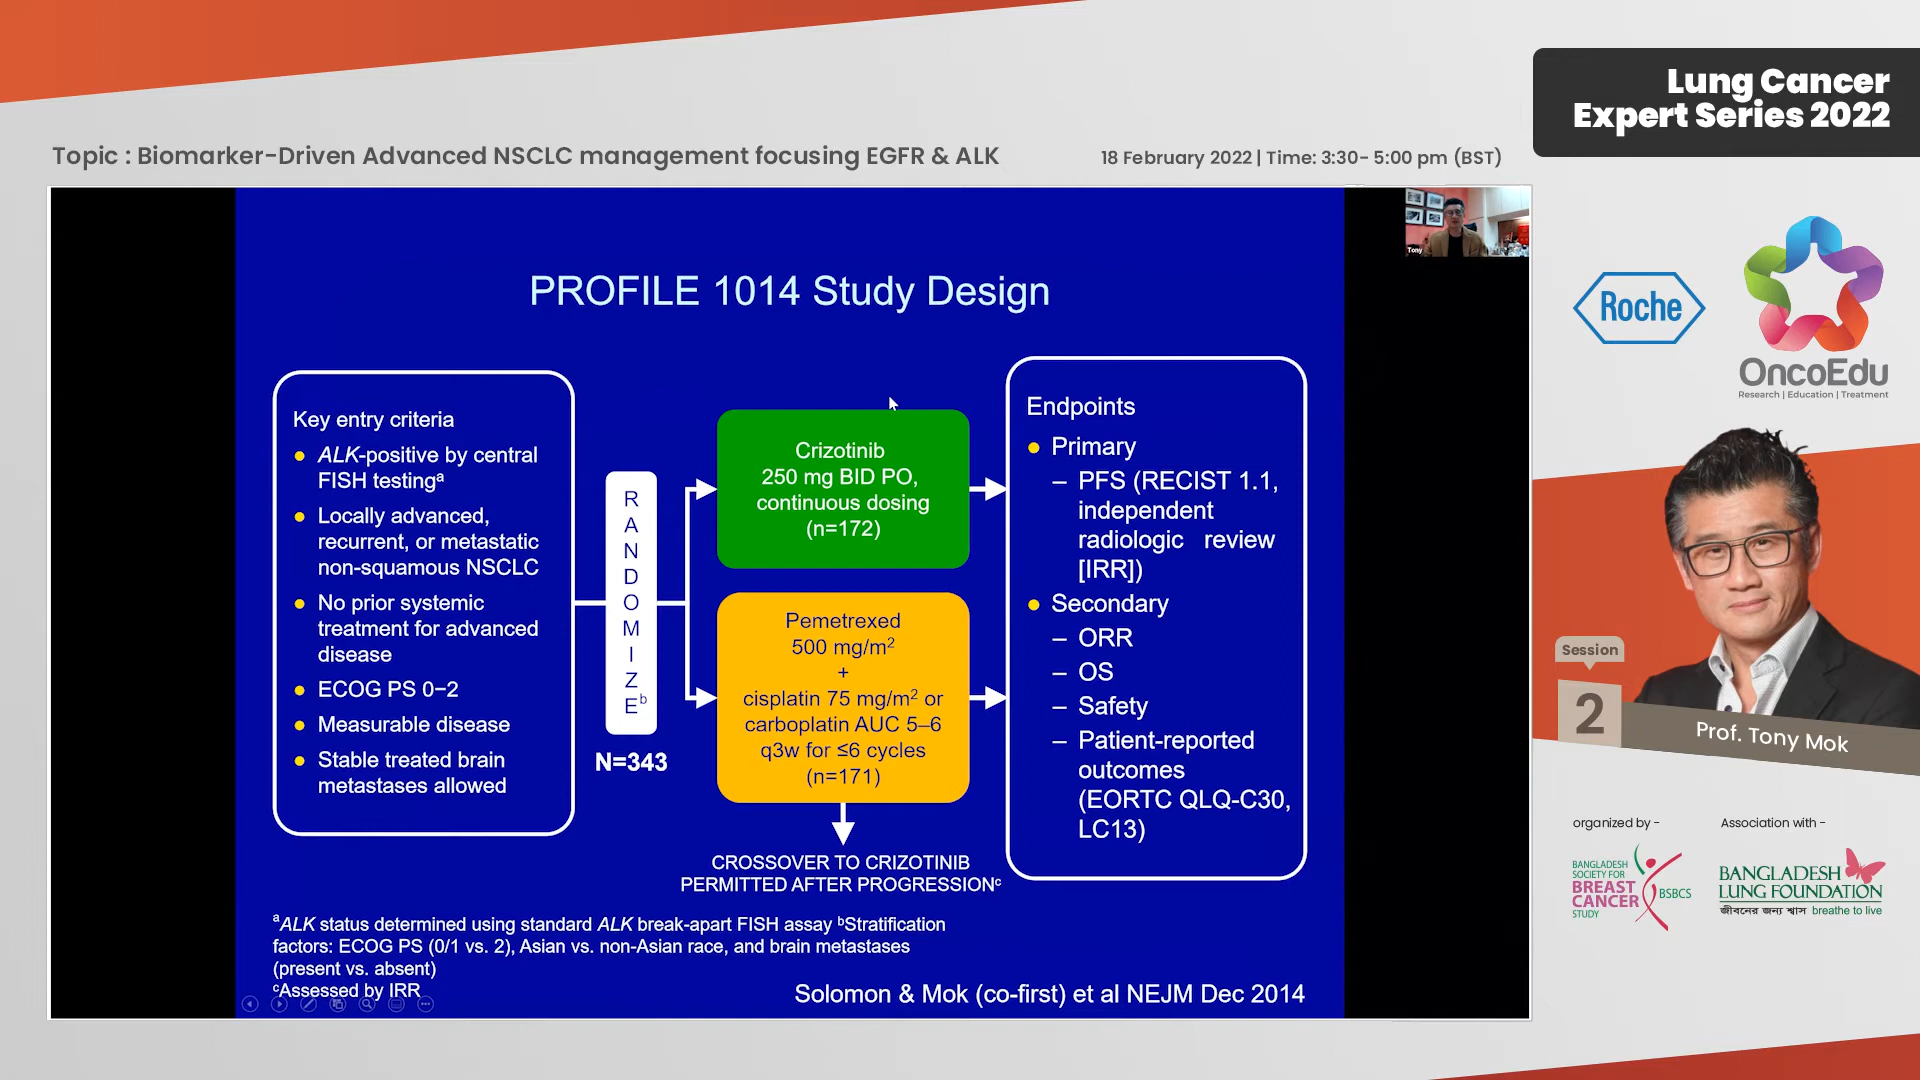 Lung Cancer
Expert Series 2022
Topic : Biomarker-Driven Advanced NSCLC management focusing EGFR & ALK
18 February 2022 | Time: 3:30- 5:00 pm (BST)
Tony
PROFILE 1014 Study Design
Key entry criteria
● ALK-positive by central
FISH testingᵃ
● Locally advanced,
recurrent, or metastatic
non-squamous NSCLC
● No prior systemic
treatment for advanced
disease
● ECOG PS 0−2
● Measurable disease
● Stable treated brain
metastases allowed
R
A
N
D
O
M
I
Z
Eᵇ
N=343
Crizotinib
250 mg BID PO,
continuous dosing
(n=172)
Pemetrexed
500 mg/m²
+
cisplatin 75 mg/m² or
carboplatin AUC 5–6
q3w for ≤6 cycles
(n=171)
CROSSOVER TO CRIZOTINIB
PERMITTED AFTER PROGRESSIONᶜ
Endpoints
● Primary
– PFS (RECIST 1.1,
independent
radiologic review
[IRR])
● Secondary
– ORR
– OS
– Safety
– Patient-reported
outcomes
(EORTC QLQ-C30,
LC13)
ᵃALK status determined using standard ALK break-apart FISH assay ᵇStratification
factors: ECOG PS (0/1 vs. 2), Asian vs. non-Asian race, and brain metastases
(present vs. absent)
ᶜAssessed by IRR
Solomon & Mok (co-first) et al NEJM Dec 2014
Roche
OncoEdu
Research | Education | Treatment
Session
2
Prof. Tony Mok
organized by -
BANGLADESH
SOCIETY FOR
BREAST
CANCER
STUDY
BSBCS
Association with -
BANGLADESH
LUNG FOUNDATION
জীবনের জন্য শ্বাস breathe to live